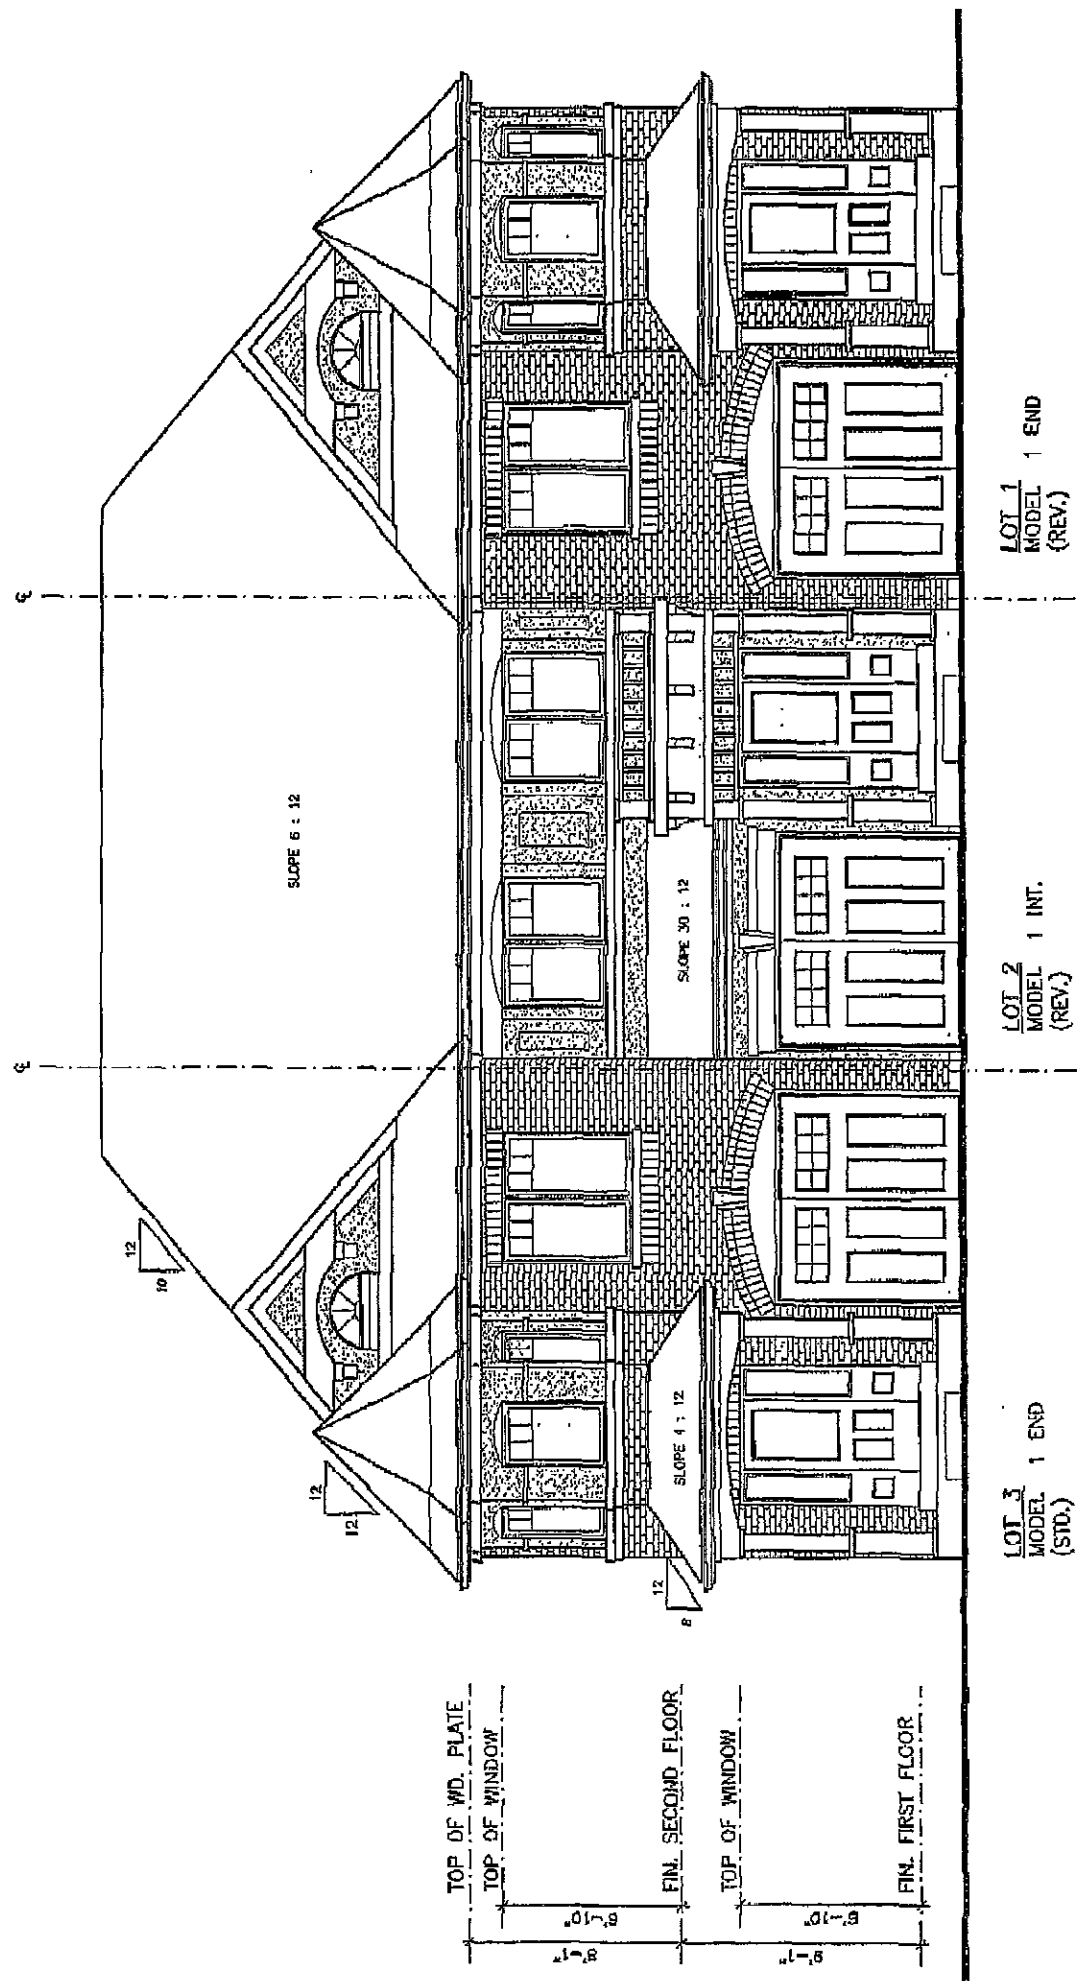 ℄
℄
12
10
SLOPE 6 : 12
12
12
TOP OF WD. PLATE
TOP OF WINDOW
8'-1"
6'-10"
12
8
SLOPE 4 : 12
SLOPE 30 : 12
FIN. SECOND FLOOR
TOP OF WINDOW
9'-1"
6'-10"
FIN. FIRST FLOOR
LOT 3
MODEL 1 END
(STD.)
LOT 2
MODEL 1 INT.
(REV.)
LOT 1
MODEL 1 END
(REV.)